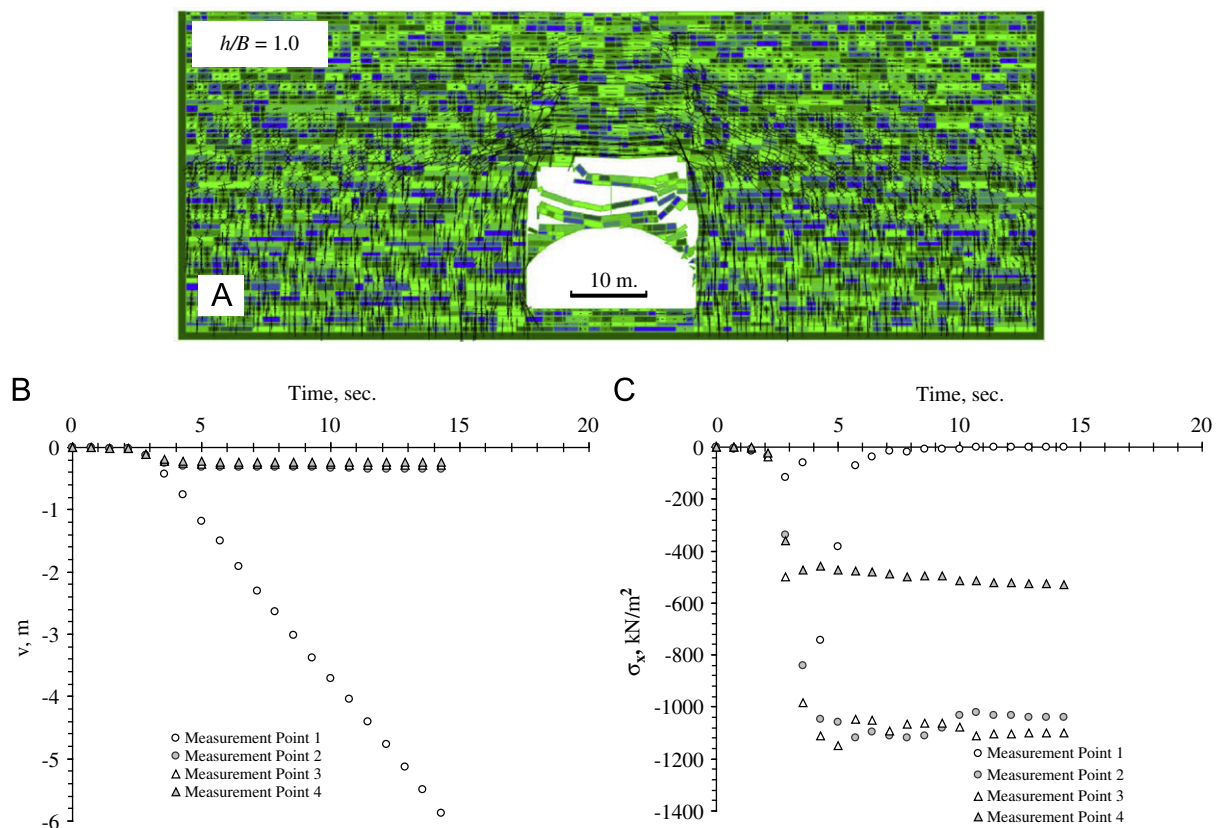 h/B = 1.0
A
10 m.
B
Time, sec.
0 5 10 15 20
0
-1
-2
-3
-4
-5
-6
v, m
Measurement Point 1
Measurement Point 2
Measurement Point 3
Measurement Point 4
C
Time, sec.
0 5 10 15 20
0
-200
-400
-600
-800
-1000
-1200
-1400
σx, kN/m²
Measurement Point 1
Measurement Point 2
Measurement Point 3
Measurement Point 4